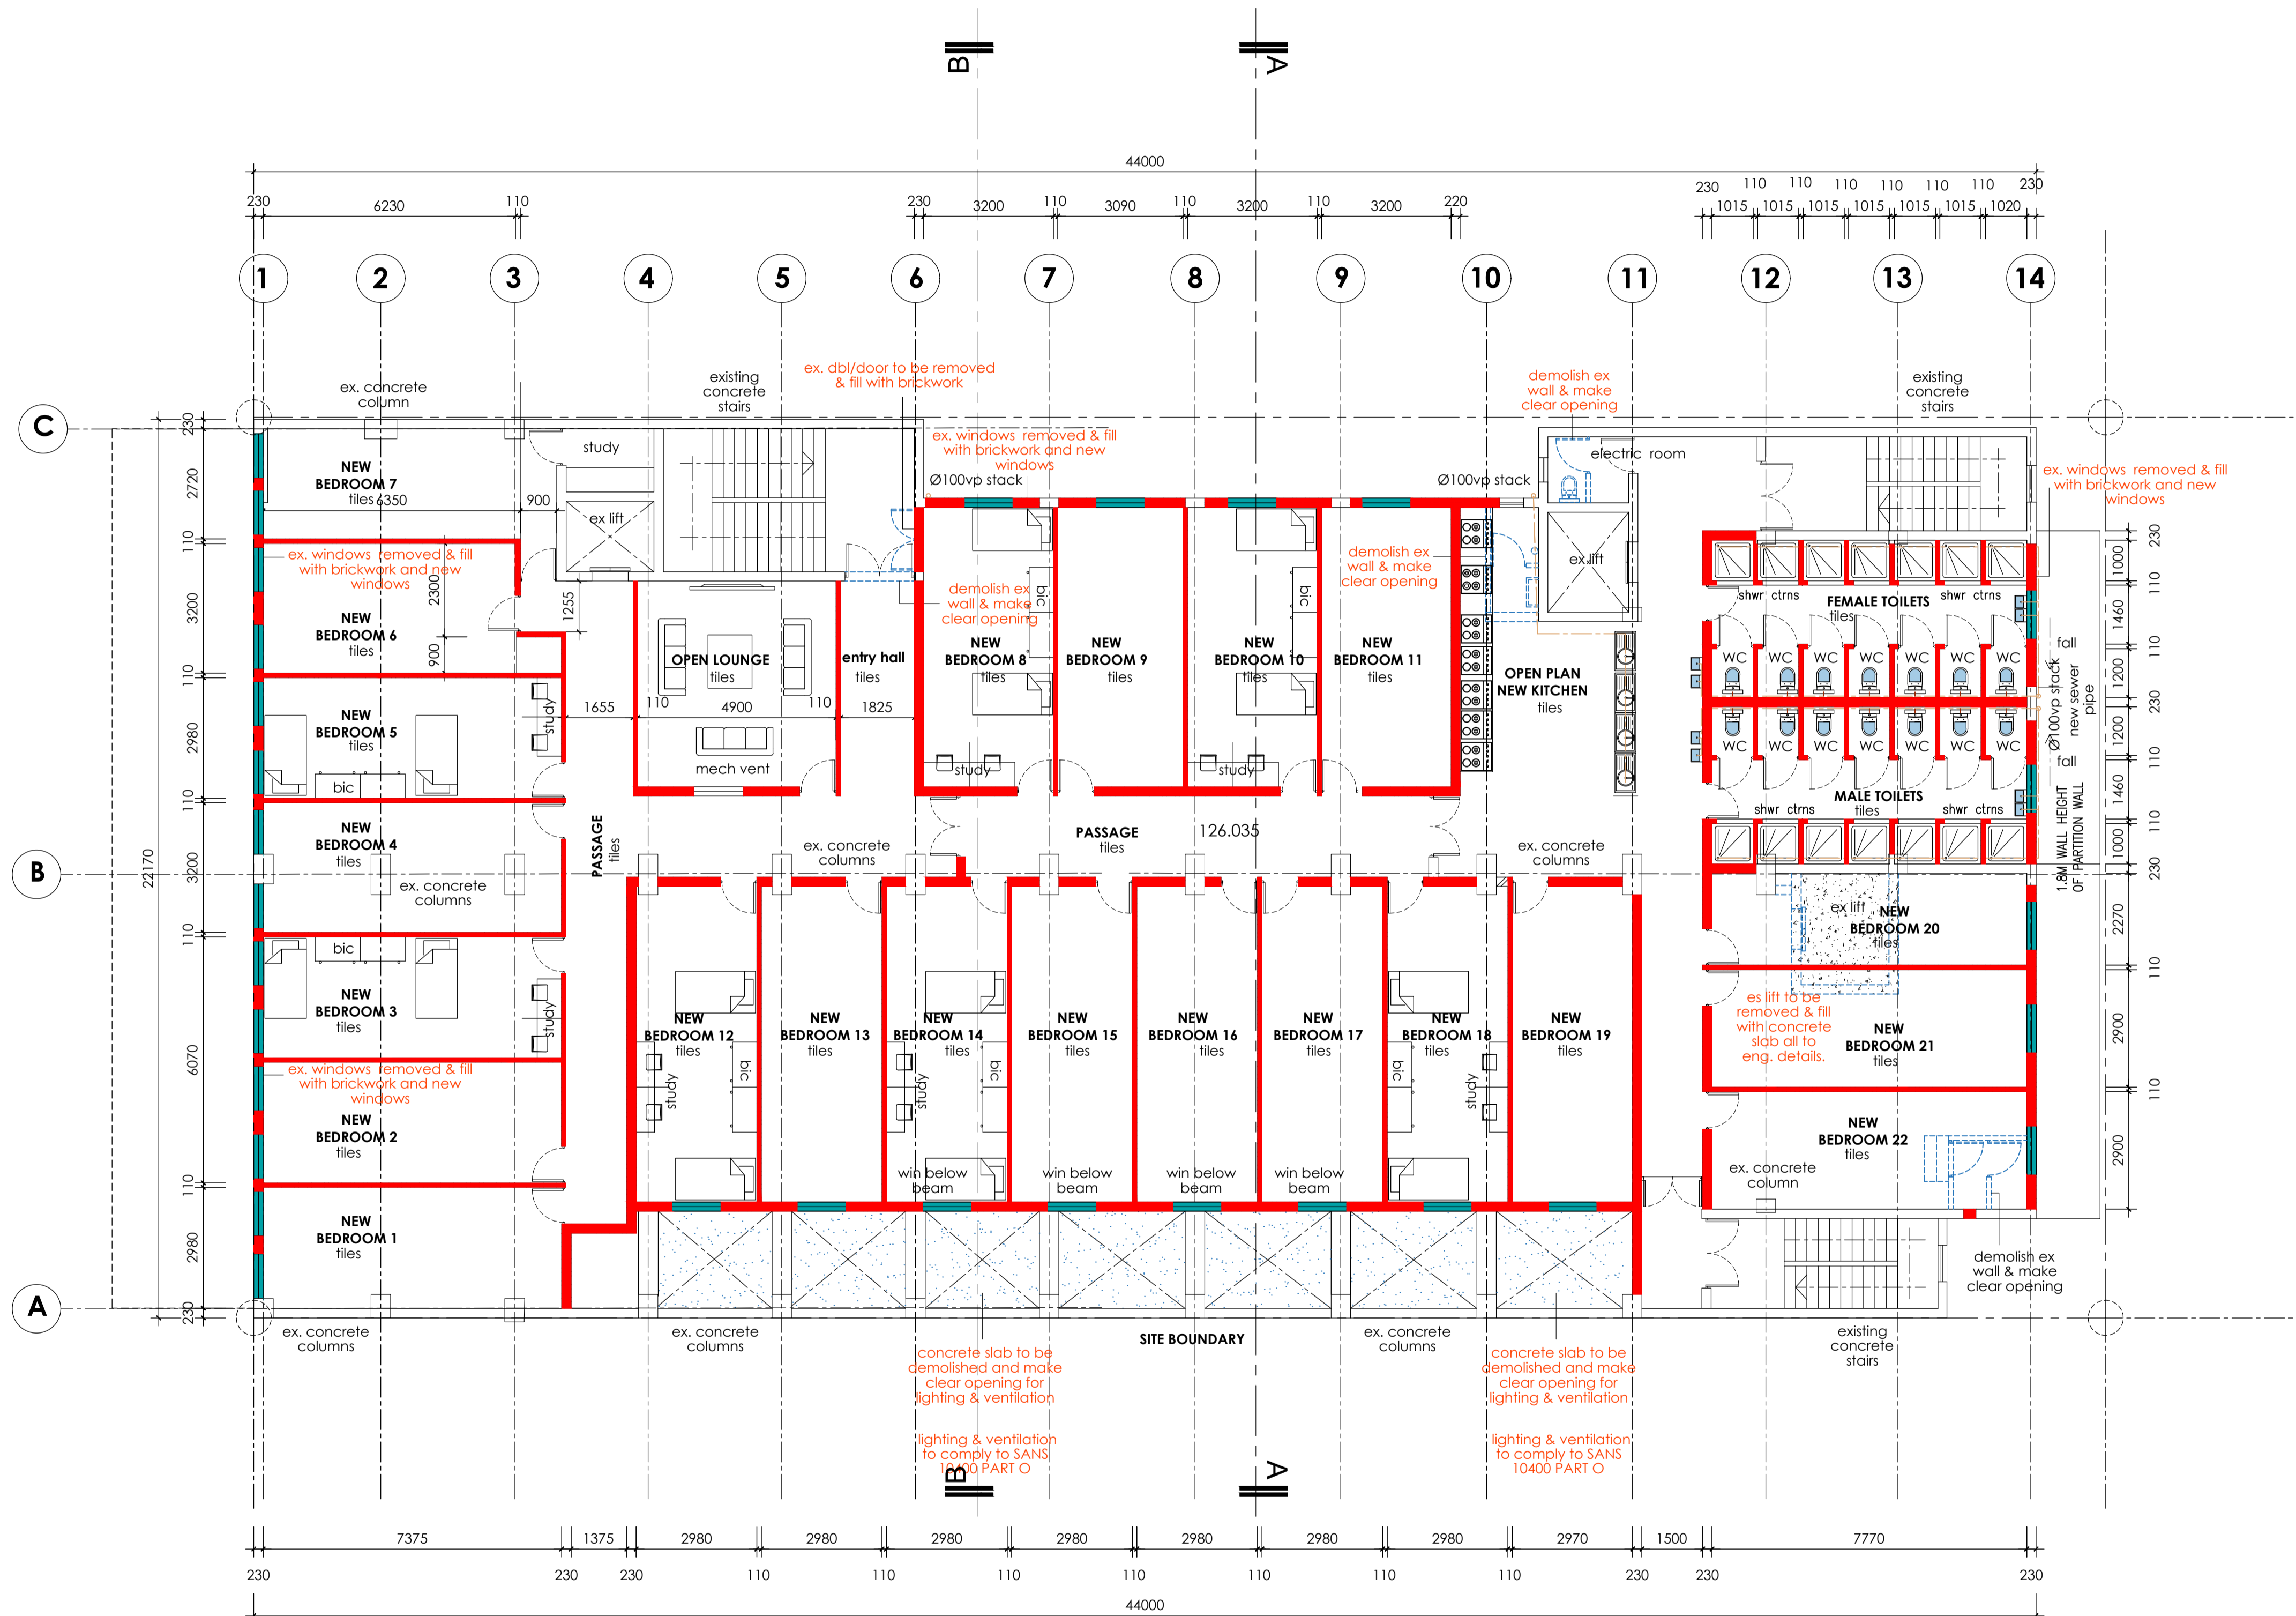 B
A
44000
230
6230
110
230
3200
110
3090
110
3200
110
3200
220
230
110
110
110
110
110
110
230
1015
1015
1015
1015
1015
1015
1020
1
2
3
4
5
6
7
8
9
10
11
12
13
14
C
B
A
ex. concrete
column
existing
concrete
stairs
ex. dbl/door to be removed
& fill with brickwork
demolish ex
wall & make
clear opening
existing
concrete
stairs
ex. windows removed & fill
with brickwork and new
windows
Ø100vp stack
Ø100vp stack
electric room
ex. windows removed & fill
with brickwork and new
windows
study
NEW
BEDROOM 7
tiles
6350
900
ex lift
ex. windows removed & fill
with brickwork and new
windows
2300
1255
900
NEW
BEDROOM 6
tiles
demolish ex
wall & make
clear opening
demolish ex
wall & make
clear opening
ex.lift
OPEN LOUNGE
tiles
110
4900
110
mech vent
entry hall
tiles
1825
1655
NEW
BEDROOM 8
tiles
bic
study
NEW
BEDROOM 9
tiles
NEW
BEDROOM 10
tiles
bic
study
NEW
BEDROOM 11
tiles
OPEN PLAN
NEW KITCHEN
tiles
shwr ctrns
shwr ctrns
FEMALE TOILETS
tiles
WC
WC
WC
WC
WC
WC
WC
WC
WC
WC
WC
WC
WC
WC
MALE TOILETS
tiles
shwr ctrns
shwr ctrns
fall
Ø100vp stack
new sewer
pipe
fall
1.8M WALL HEIGHT
OF PARTITION WALL
NEW
BEDROOM 5
tiles
bic
study
NEW
BEDROOM 4
tiles
ex. concrete
columns
PASSAGE
tiles
PASSAGE
tiles
126.035
ex. concrete
columns
ex. concrete
columns
bic
NEW
BEDROOM 3
tiles
study
ex. windows removed & fill
with brickwork and new
windows
NEW
BEDROOM 2
tiles
NEW
BEDROOM 1
tiles
NEW
BEDROOM 12
tiles
study
bic
NEW
BEDROOM 13
tiles
NEW
BEDROOM 14
tiles
study
bic
NEW
BEDROOM 15
tiles
NEW
BEDROOM 16
tiles
NEW
BEDROOM 17
tiles
NEW
BEDROOM 18
tiles
bic
study
NEW
BEDROOM 19
tiles
win below
beam
win below
beam
win below
beam
win below
beam
ex lift
NEW
BEDROOM 20
tiles
es lift to be
removed & fill
with concrete
slab all to
eng. details.
NEW
BEDROOM 21
tiles
NEW
BEDROOM 22
tiles
ex. concrete
column
demolish ex
wall & make
clear opening
ex. concrete
columns
ex. concrete
columns
SITE BOUNDARY
ex. concrete
columns
existing
concrete
stairs
concrete slab to be
demolished and make
clear opening for
lighting & ventilation
lighting & ventilation
to comply to SANS
10400 PART O
concrete slab to be
demolished and make
clear opening for
lighting & ventilation
lighting & ventilation
to comply to SANS
10400 PART O
B
A
22170
230
2720
110
3200
110
2980
110
3200
110
6070
110
2980
230
230
1000
110
1460
110
1200
230
1200
110
1460
110
1000
230
2270
110
2900
110
2900
7375
1375
2980
2980
2980
2980
2980
2980
2980
2970
1500
7770
230
230
230
110
110
110
110
110
110
110
230
230
230
44000